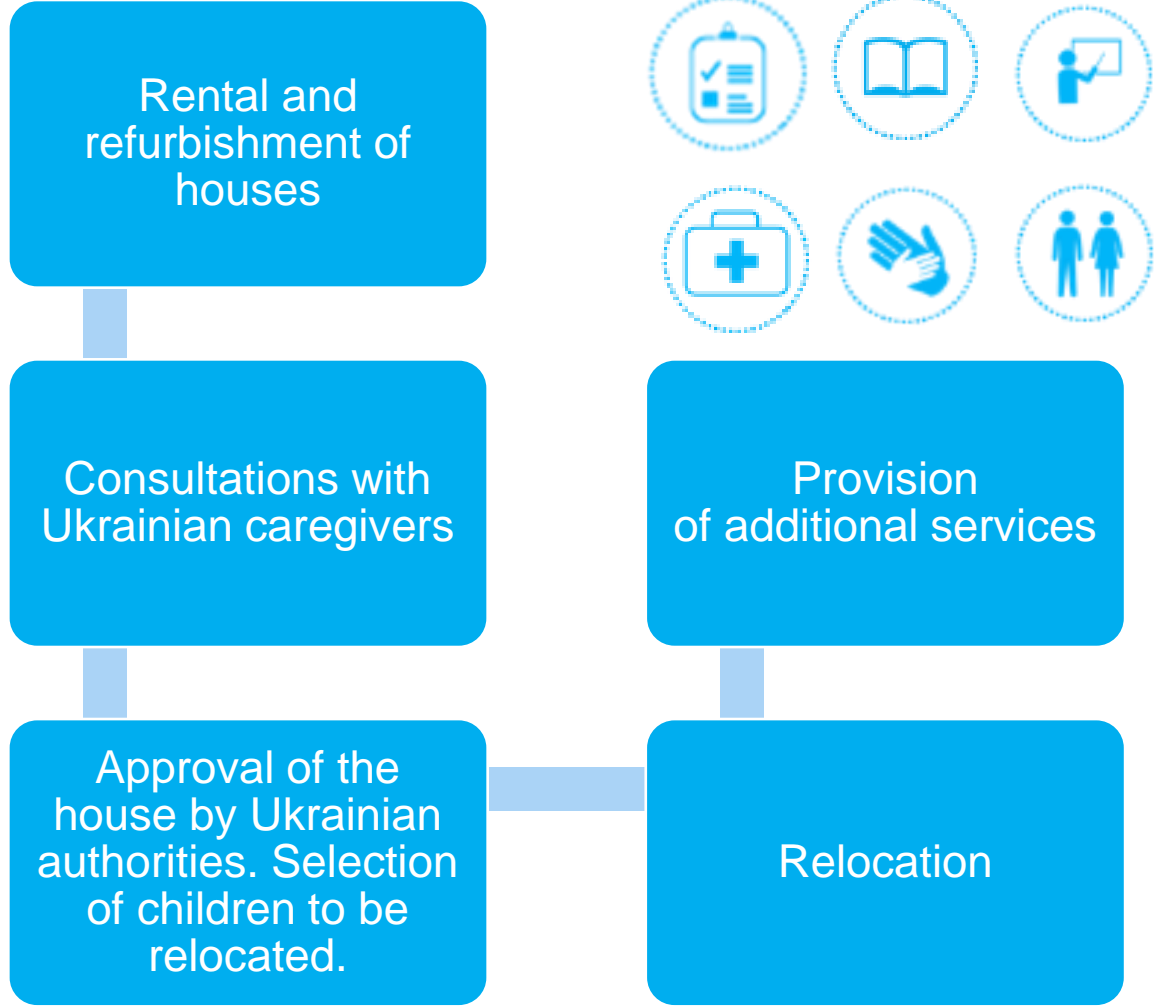 Rental and
refurbishment of
houses
Consultations with
Ukrainian caregivers
Approval of the
house by Ukrainian
authorities. Selection
of children to be
relocated.
Relocation
Provision
of additional services